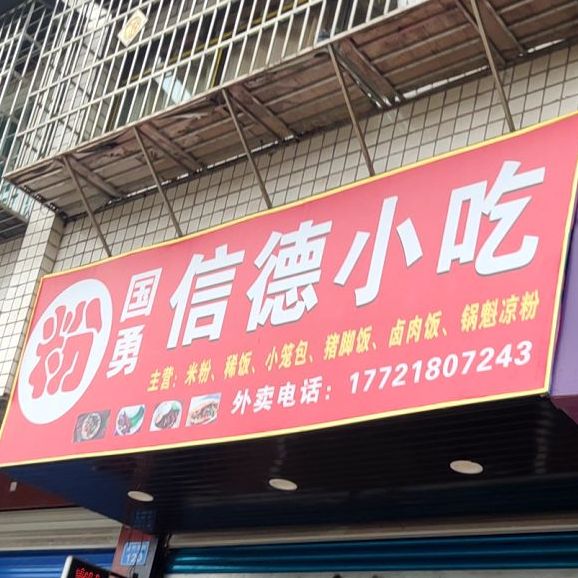 粉
国勇
信德小吃
主营：米粉、稀饭、小笼包、猪脚饭、卤肉饭、锅魁凉粉
外卖电话：17721807243